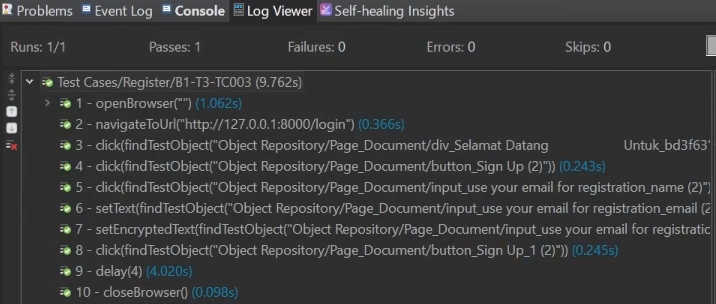 Problems Event Log Console Log Viewer Self-healing Insights
Runs: 1/1 Passes: 1 Failures: 0 Errors: 0 Skips: 0
Test Cases/Register/B1-T3-TC003 (9.762s)
1 - openBrowser("") (1.062s)
2 - navigateToUrl("http://127.0.0.1:8000/login") (0.366s)
3 - click(findTestObject("Object Repository/Page_Document/div_Selamat Datang Untuk_bd3f63"
4 - click(findTestObject("Object Repository/Page_Document/button_Sign Up (2)")) (0.243s)
5 - click(findTestObject("Object Repository/Page_Document/input_use your email for registration_name (2)")
6 - setText(findTestObject("Object Repository/Page_Document/input_use your email for registration_email (2
7 - setEncryptedText(findTestObject("Object Repository/Page_Document/input_use your email for registratic
8 - click(findTestObject("Object Repository/Page_Document/button_Sign Up_1 (2)")) (0.245s)
9 - delay(4) (4.020s)
10 - closeBrowser() (0.098s)